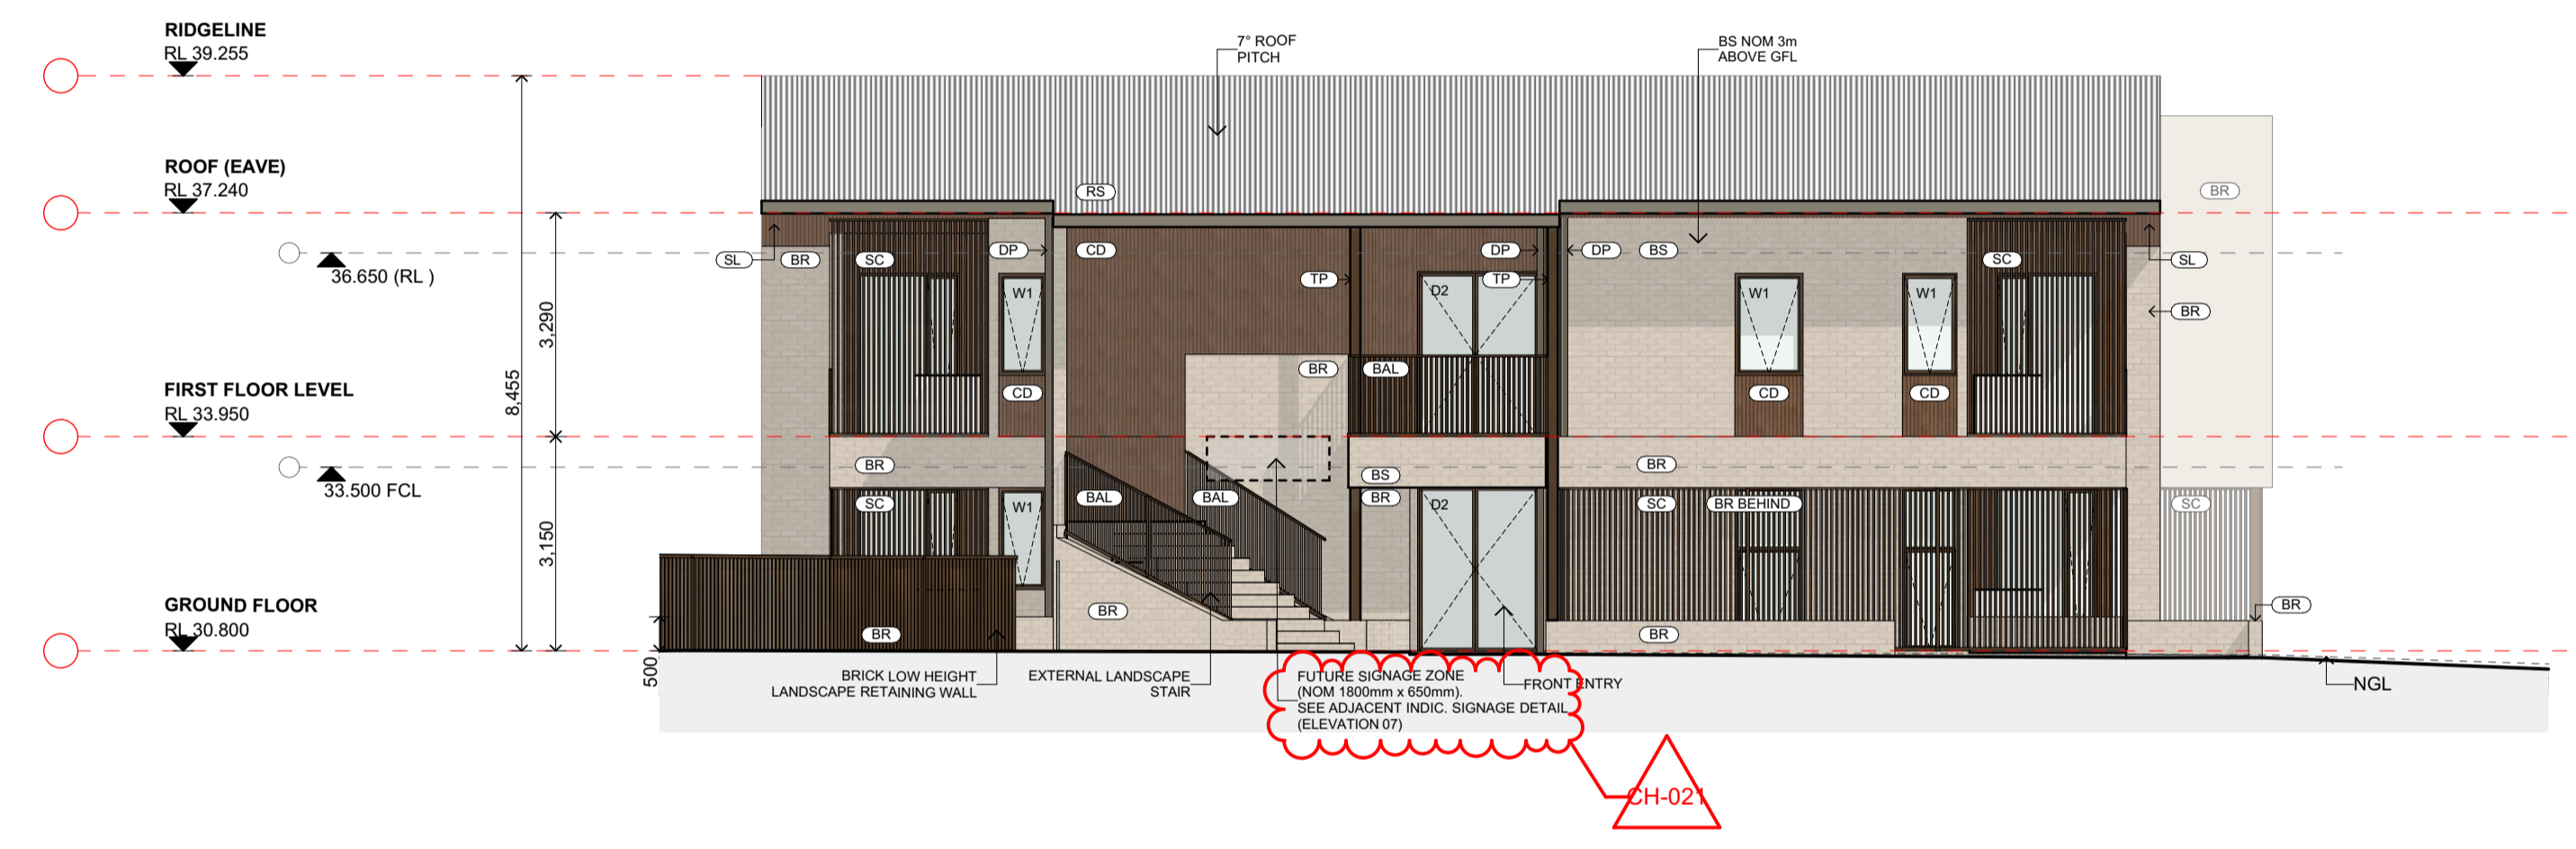 RIDGELINE
RL 39.255
ROOF (EAVE)
RL 37.240
36.650 (RL )
FIRST FLOOR LEVEL
RL 33.950
33.500 FCL
GROUND FLOOR
RL 30.800
8,455
3,290
3,150
500
7° ROOF
PITCH
BS NOM 3m
ABOVE GFL
RS
BR
SL
BR
SC
DP
CD
DP
DP
BS
SC
SL
TP
TP
W1
D2
W1
W1
BR
BR
BAL
CD
CD
CD
BR
BS
BR
SC
W1
BAL
BAL
BR
D2
SC
BR BEHIND
SC
BR
BR
BR
BR
BRICK LOW HEIGHT
LANDSCAPE RETAINING WALL
EXTERNAL LANDSCAPE
STAIR
FUTURE SIGNAGE ZONE
(NOM 1800mm x 650mm).
SEE ADJACENT INDIC. SIGNAGE DETAIL
(ELEVATION 07)
FRONT ENTRY
NGL
CH-021